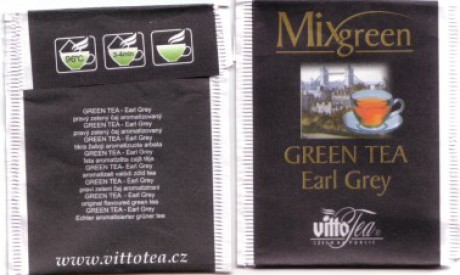 96°C
3-4min
GREEN TEA - Earl Grey
pravý zelený čaj aromatizovaný
GREEN TEA - Earl Grey
pravý zelený čaj aromatizovaný
GREEN TEA - Earl Grey
GREEN TEA - Earl Grey
GREEN TEA - Earl Grey
GREEN TEA - Earl Grey
GREEN TEA - Earl Grey
original flavoured green tea
GREEN TEA - Earl Grey
Echter aromatisierter grüner tee
www.vittotea.cz
Mixgreen
GREEN TEA
Earl Grey
vittoTea®
CZECH REPUBLIC